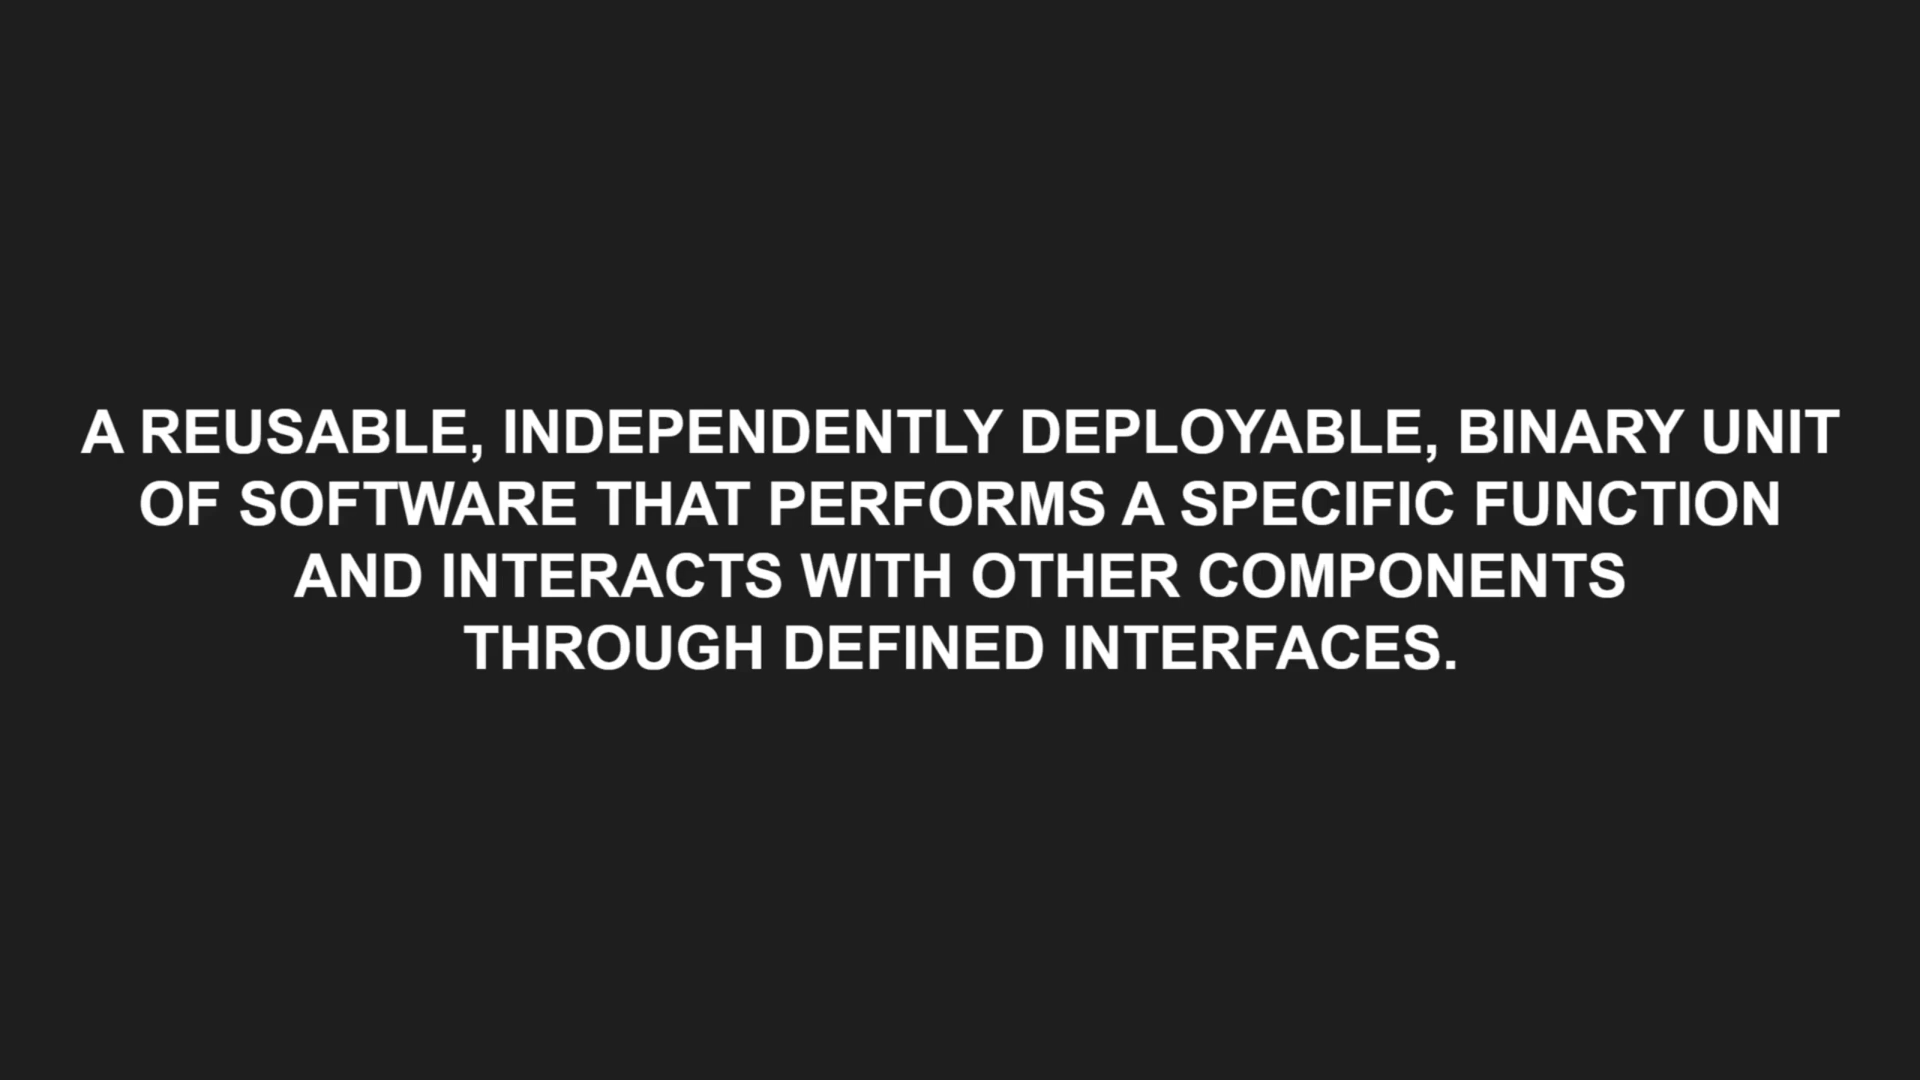 A REUSABLE, INDEPENDENTLY DEPLOYABLE, BINARY UNIT
OF SOFTWARE THAT PERFORMS A SPECIFIC FUNCTION
AND INTERACTS WITH OTHER COMPONENTS
THROUGH DEFINED INTERFACES.